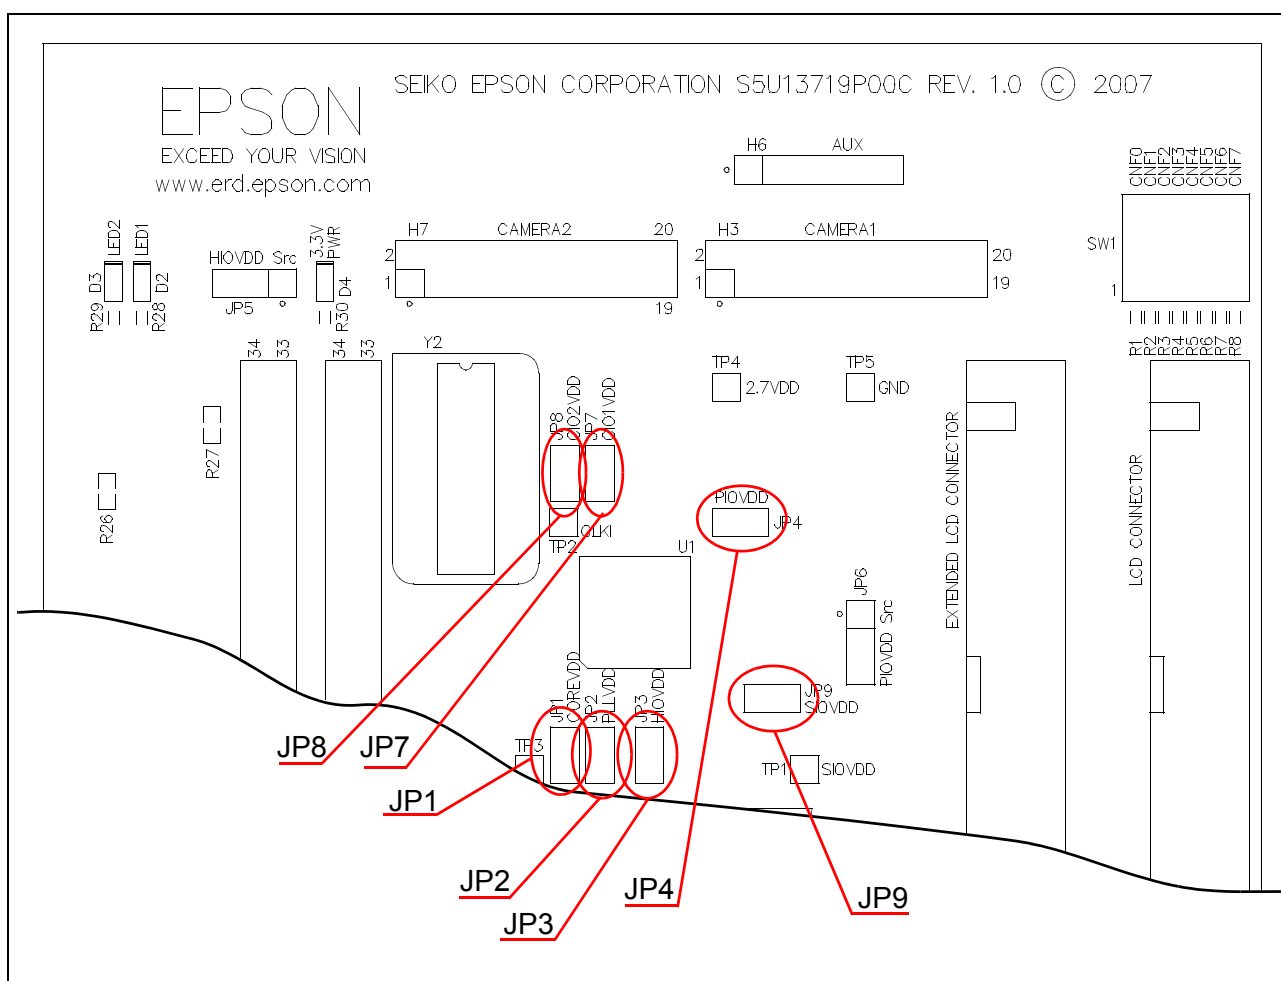 SEIKO EPSON CORPORATION S5U13719P00C REV. 1.0 © 2007
EPSON
EXCEED YOUR VISION
www.erd.epson.com
H6 AUX
CNF0
CNF1
CNF2
CNF3
CNF4
CNF5
CNF6
CNF7
SW1
1
LED2
LED1
D3
D2
R29
R28
HIOVDD Src
JP5
3.3V
PWR
D4
R30
H7 CAMERA2 20
2
1
19
H3 CAMERA1
2
1
20
19
R1
R2
R3
R4
R5
R6
R7
R8
34
33
34
33
Y2
R27
R26
TP4
2.7VDD
TP5
GND
JP8
CIO2VDD
JP7
CIO1VDD
TP2
CLKI
U1
PIOVDD
JP4
EXTENDED LCD CONNECTOR
LCD CONNECTOR
JP6
Src
PIOVDD
JP9
SIOVDD
JP1
COREVDD
JP2
PLLVDD
JP3
HIOVDD
TP3
TP1
SIOVDD
JP8
JP7
JP1
JP2
JP3
JP4
JP9